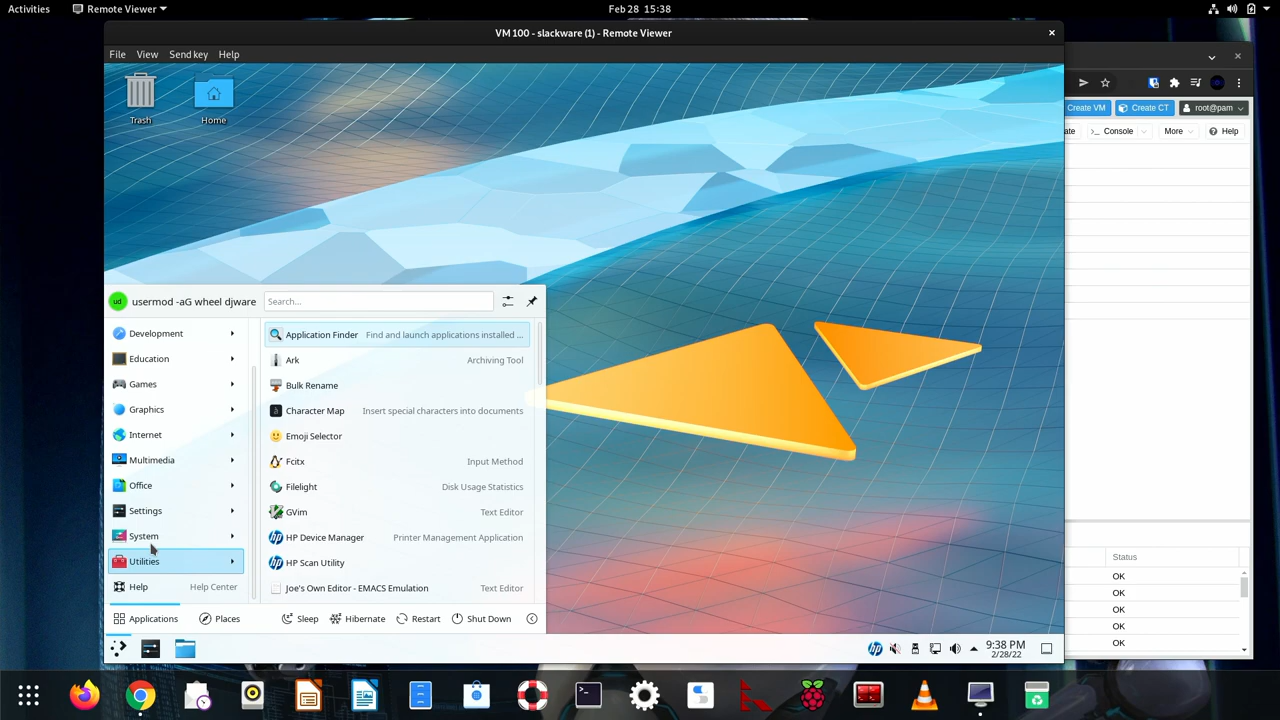 Activities
Remote Viewer
Feb 28 15:38
VM 100 - slackware (1) - Remote Viewer
File View Send key Help
Trash
Home
Create VM
Create CT
root@pam
ate
>_ Console
More
Help
ud
usermod -aG wheel djware
Search...
Development
Education
Games
Graphics
Internet
Multimedia
Office
Settings
System
Utilities
Help Help Center
Application Finder Find and launch applications installed ...
Ark Archiving Tool
Bulk Rename
Character Map Insert special characters into documents
Emoji Selector
Fcitx Input Method
Filelight Disk Usage Statistics
GVim Text Editor
HP Device Manager Printer Management Application
HP Scan Utility
Joe's Own Editor - EMACS Emulation Text Editor
Applications
Places
Sleep
Hibernate
Restart
Shut Down
Status
OK
OK
OK
OK
OK
9:38 PM
2/28/22